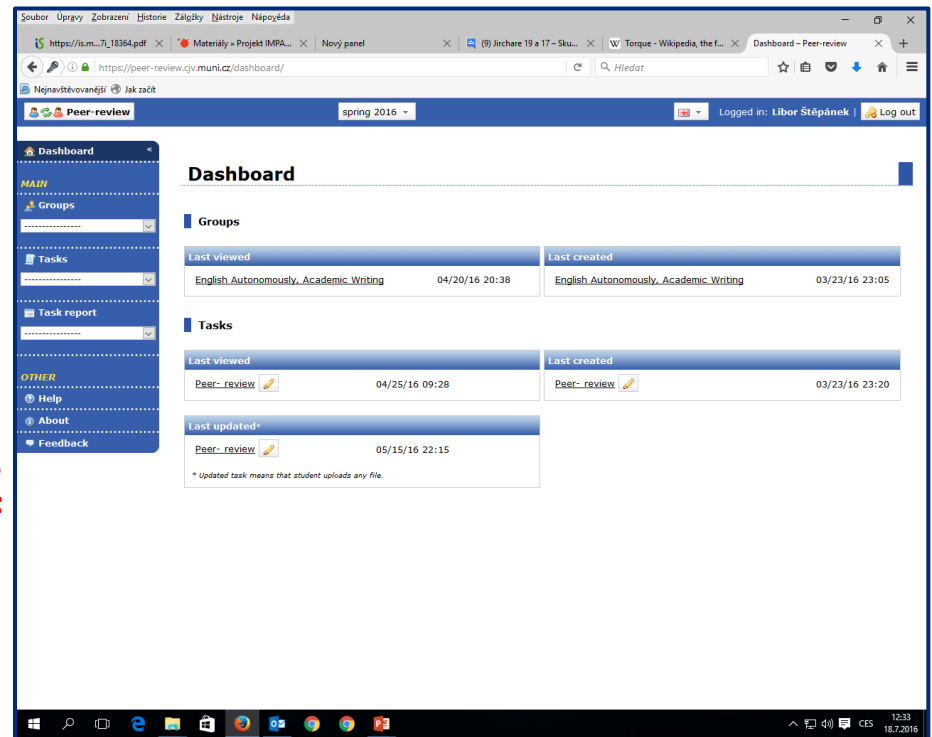 Soubor Úpravy Zobrazení Historie Záložky Nástroje Nápověda
https://is.m...7i_18364.pdf × Materiály » Projekt IMPA... × Nový panel × (9) Jirchare 19 a 17 – Sku... × Torque - Wikipedia, the f... × Dashboard – Peer-review × +
https://peer-review.cjv.muni.cz/dashboard/ Hledat
Nejnavštěvovanější Jak začít
Peer-review spring 2016 Logged in: Libor Štěpánek | Log out
Dashboard «
MAIN
Groups
----------------
Tasks
----------------
Task report
----------------
OTHER
Help
About
Feedback
Dashboard
Groups
Last viewed
English Autonomously, Academic Writing 04/20/16 20:38
Last created
English Autonomously, Academic Writing 03/23/16 23:05
Tasks
Last viewed
Peer- review 04/25/16 09:28
Last created
Peer- review 03/23/16 23:20
Last updated*
Peer- review 05/15/16 22:15
* Updated task means that student uploads any file.
CES 12:33
18.7.2016